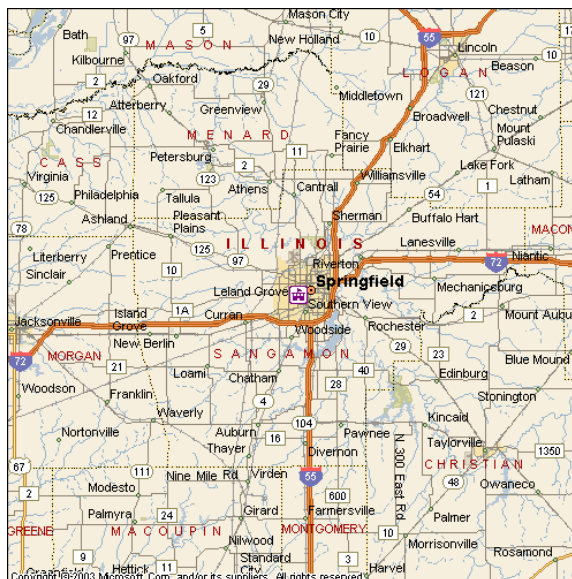 Mason City
Bath
5
10
97
MASON
New Holland
55
Lincoln
Kilbourne
Beason
10
2
Oakford
29
LOGAN
121
Atterberry
Greenview
Middletown
Chestnut
12
Broadwell
Chandlerville
MENARD
Fancy
Prairie
Mount
Pulaski
11
Elkhart
CASS
Petersburg
2
Lake Fork
Virginia
123
Athens
Cantrall
Williamsville
Latham
125
Philadelphia
Tallula
54
1
Pleasant
Plains
Sherman
Buffalo Hart
78
Ashland
MACON
ILLINOIS
Lanesville
Literberry
125
Prentice
97
Riverton
72
Niantic
Sinclair
10
Springfield
Leland Grove
Mechanicsburg
Southern View
2
Jacksonville
Island
Grove
1A
Curran
Mount Aubu
Woodside
Rochester
New Berlin
29
23
72
MORGAN
SANGAMON
Blue Mound
21
Loami
Chatham
40
Edinburg
Woodson
28
Franklin
4
Stonington
Waverly
Kincaid
104
Nortonville
Auburn
16
Pawnee
Taylorville
1350
Thayer
Divernon
N 300 East Rd
67
111
Nine Mile Rd
Virden
55
CHRISTIAN
2
Modesto
48
Owaneco
600
24
Girard
Farmersville
Palmyra
Palmer
GREENE
MACOUPIN
MONTGOMERY
Nilwood
Morrisonville
9
3
Rosamond
Standard
City
Hettick
Harvel
Greenfield
Copyright © 2003 Microsoft Corp. and/or its suppliers. All rights reserved.